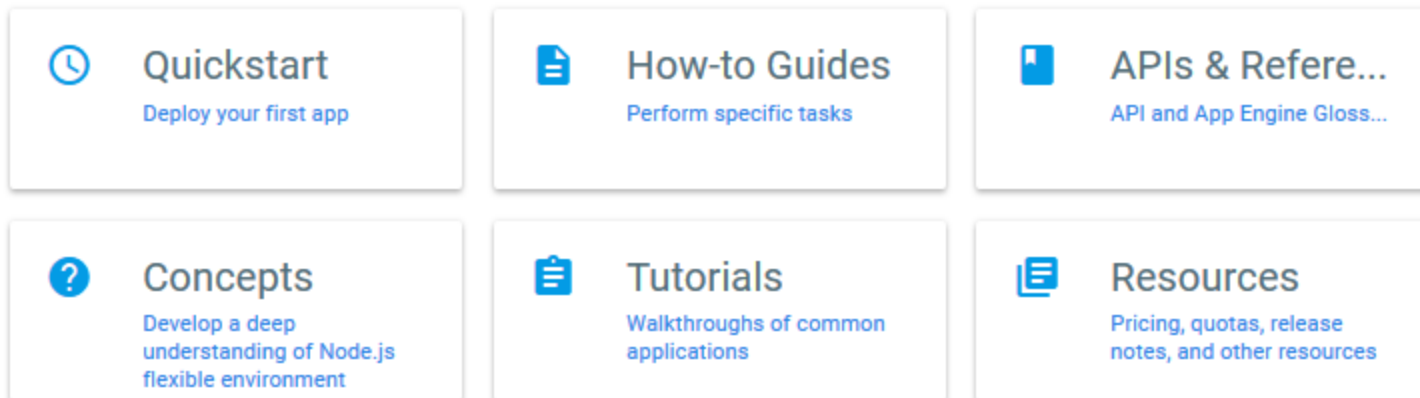 Quickstart
Deploy your first app
How-to Guides
Perform specific tasks
APIs & Refere...
API and App Engine Gloss...
Concepts
Develop a deep
understanding of Node.js
flexible environment
Tutorials
Walkthroughs of common
applications
Resources
Pricing, quotas, release
notes, and other resources